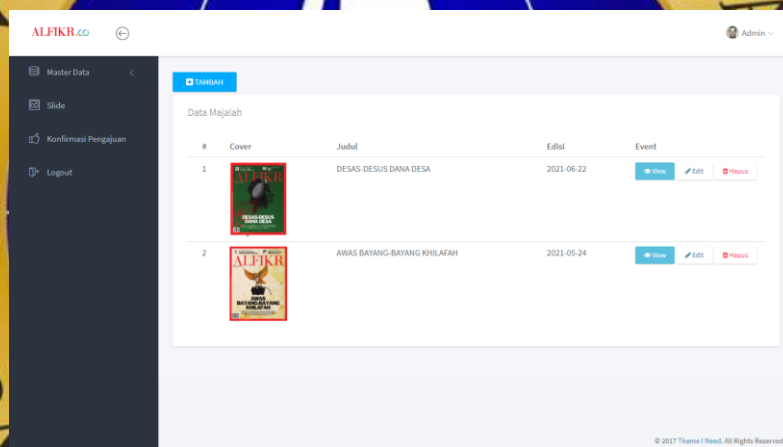 ALFIKR.CO
Admin
Master Data
Slide
Konfirmasi Pengajuan
Logout
TAMBAH
Data Majalah
# Cover Judul Edisi Event
1 DESAS-DESUS DANA DESA 2021-06-22 View Edit Hapus
ALFIKR
DESAS-DESUS
DANA DESA
2 AWAS BAYANG-BAYANG KHILAFAH 2021-05-24 View Edit Hapus
ALFIKR
AWAS
BAYANG-BAYANG
KHILAFAH
© 2017 Theme I Need, All Rights Reserved